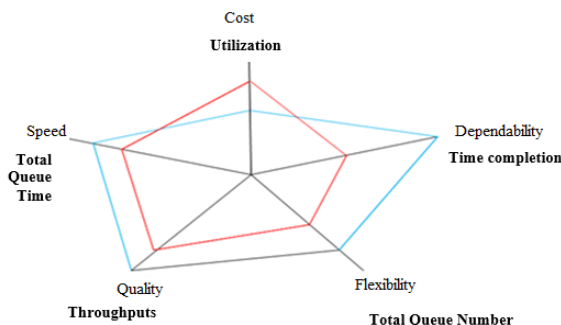 Cost
Utilization
Speed
Total
Queue
Time
Dependability
Time completion
Quality
Throughputs
Flexibility
Total Queue Number